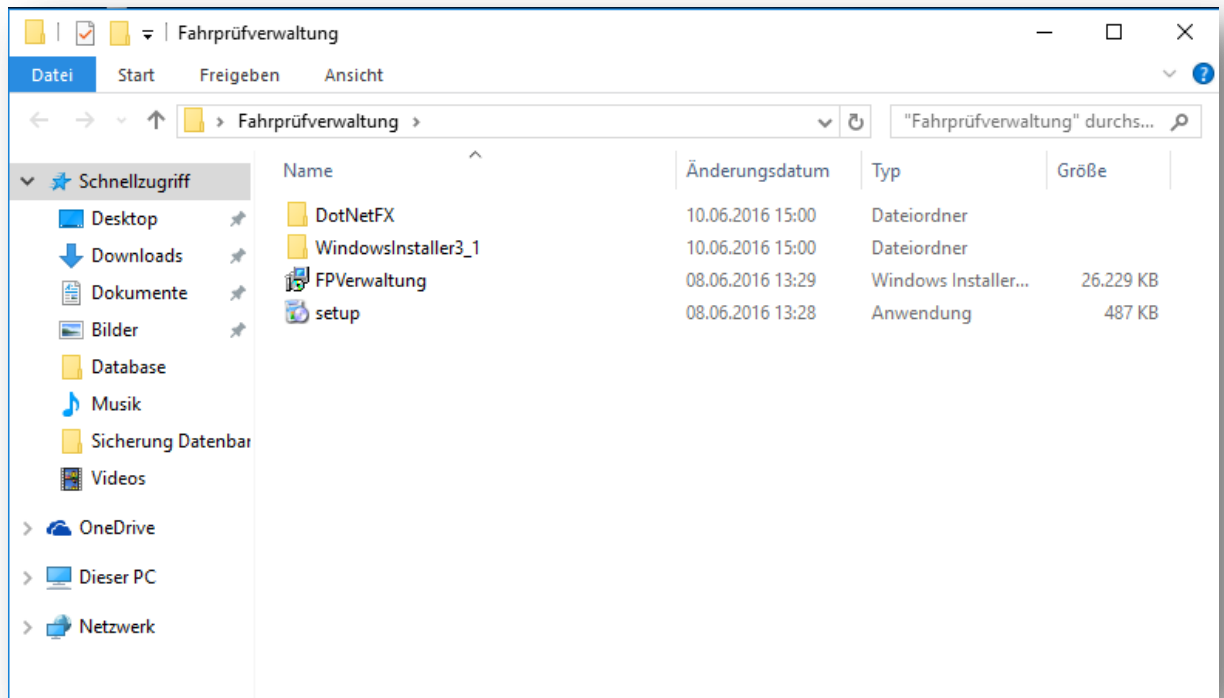 Fahrprüfverwaltung
Datei Start Freigeben Ansicht ?
Fahrprüfverwaltung "Fahrprüfverwaltung" durchs...
Schnellzugriff
Desktop
Downloads
Dokumente
Bilder
Database
Musik
Sicherung Datenbar
Videos
OneDrive
Dieser PC
Netzwerk
Name Änderungsdatum Typ Größe
DotNetFX 10.06.2016 15:00 Dateiordner
WindowsInstaller3_1 10.06.2016 15:00 Dateiordner
FPVerwaltung 08.06.2016 13:29 Windows Installer... 26.229 KB
setup 08.06.2016 13:28 Anwendung 487 KB